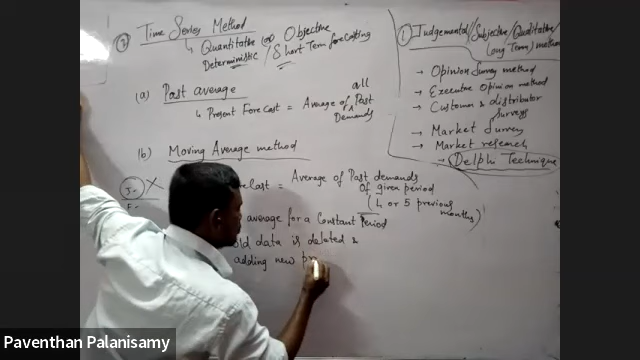 ② Time Series Method
↳ Quantitative (or) Objective
Deterministic / Short Term forecasting
(a) Past average
↳ Present Forecast = Average of ∧ all Past
Demands
(b) Moving Average method
= Average of Past demands
of given period
(4 or 5 previous
months)
average for a Constant Period
old data is deleted &
adding new pr
① Judgemental/Subjective/Qualitative/
Long Term) method
→ Opinion Survey method
→ Executive Opinion method
→ Customer & distributor
Surveys
→ Market Survey
→ Market research
→ Delph Technique
Paventhan Palanisamy